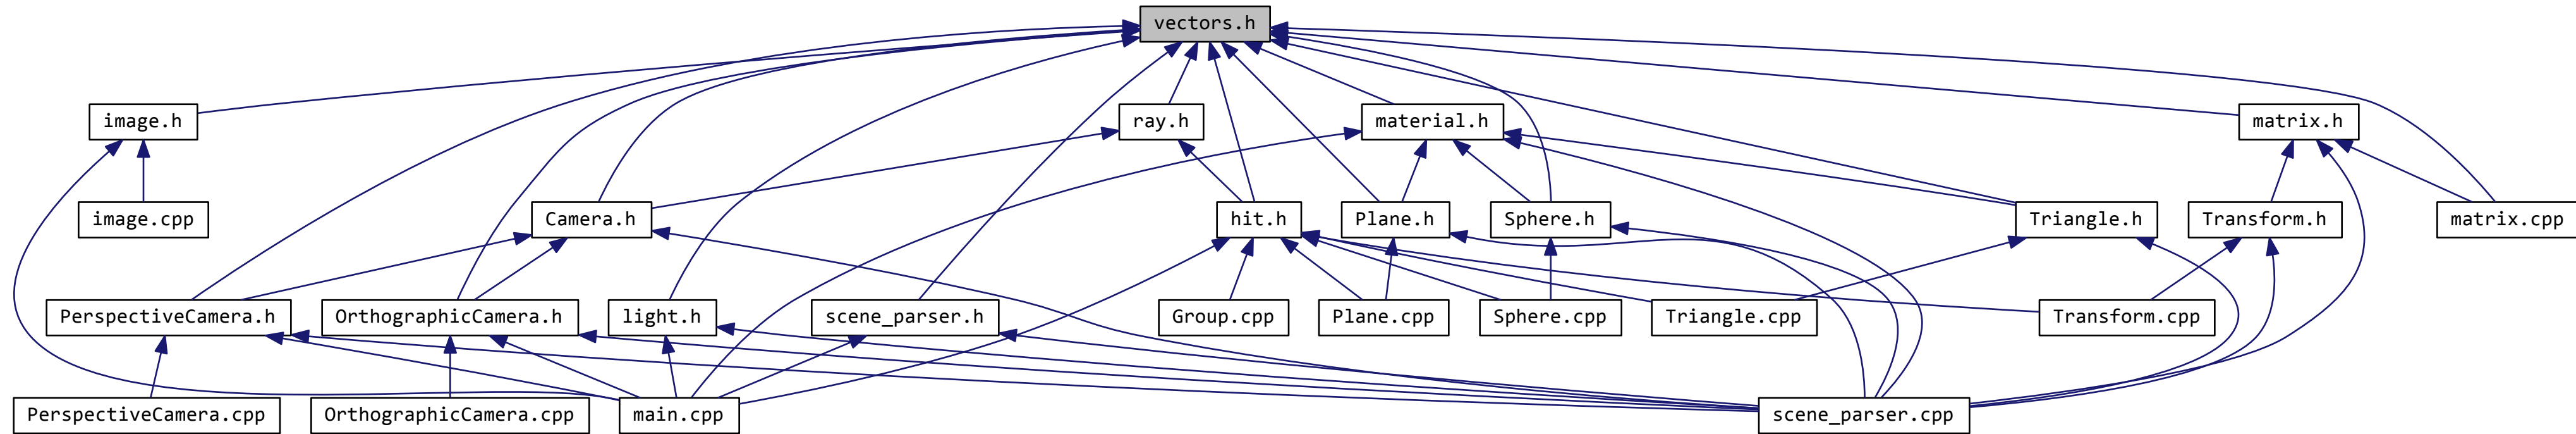 vectors.h
image.h
ray.h
material.h
matrix.h
image.cpp
Camera.h
hit.h
Plane.h
Sphere.h
Triangle.h
Transform.h
matrix.cpp
PerspectiveCamera.h
OrthographicCamera.h
light.h
scene_parser.h
Group.cpp
Plane.cpp
Sphere.cpp
Triangle.cpp
Transform.cpp
PerspectiveCamera.cpp
OrthographicCamera.cpp
main.cpp
scene_parser.cpp